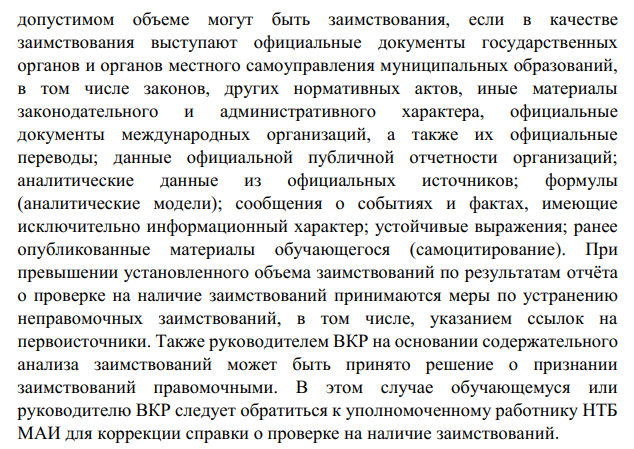 допустимом объеме могут быть заимствования, если в качестве
заимствования выступают официальные документы государственных
органов и органов местного самоуправления муниципальных образований,
в том числе законов, других нормативных актов, иные материалы
законодательного и административного характера, официальные
документы международных организаций, а также их официальные
переводы; данные официальной публичной отчетности организаций;
аналитические данные из официальных источников; формулы
(аналитические модели); сообщения о событиях и фактах, имеющие
исключительно информационный характер; устойчивые выражения; ранее
опубликованные материалы обучающегося (самоцитирование). При
превышении установленного объема заимствований по результатам отчёта
о проверке на наличие заимствований принимаются меры по устранению
неправомочных заимствований, в том числе, указанием ссылок на
первоисточники. Также руководителем ВКР на основании содержательного
анализа заимствований может быть принято решение о признании
заимствований правомочными. В этом случае обучающемуся или
руководителю ВКР следует обратиться к уполномоченному работнику НТБ
МАИ для коррекции справки о проверке на наличие заимствований.